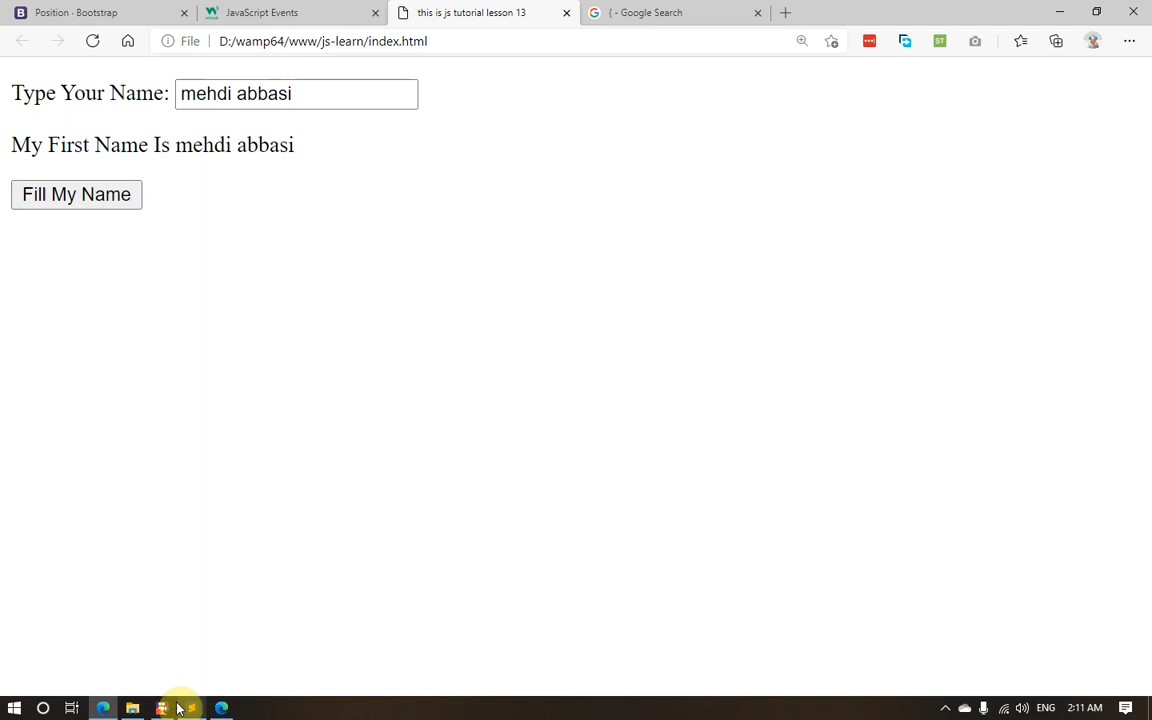 Position · Bootstrap
JavaScript Events
this is js tutorial lesson 13
{ - Google Search
File
D:/wamp64/www/js-learn/index.html
ST
Type Your Name: mehdi abbasi
My First Name Is mehdi abbasi
Fill My Name
ENG
2:11 AM